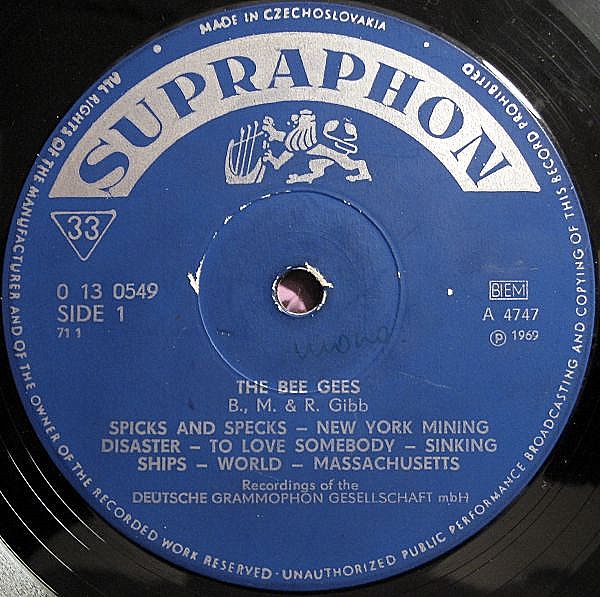 MADE IN CZECHOSLOVAKIA
SUPRAPHON
33
0 13 0549
SIDE 1
71 1
BIEM
A 4747
Ⓟ 1969
mono
THE BEE GEES
B., M. & R. Gibb
SPICKS AND SPECKS – NEW YORK MINING
DISASTER – TO LOVE SOMEBODY – SINKING
SHIPS – WORLD – MASSACHUSETTS
Recordings of the
DEUTSCHE GRAMMOPHON GESELLSCHAFT mbH
ALL RIGHTS OF THE MANUFACTURER AND OF THE OWNER OF THE RECORDED WORK RESERVED · UNAUTHORIZED PUBLIC PERFORMANCE BROADCASTING AND COPYING OF THIS RECORD PROHIBITED